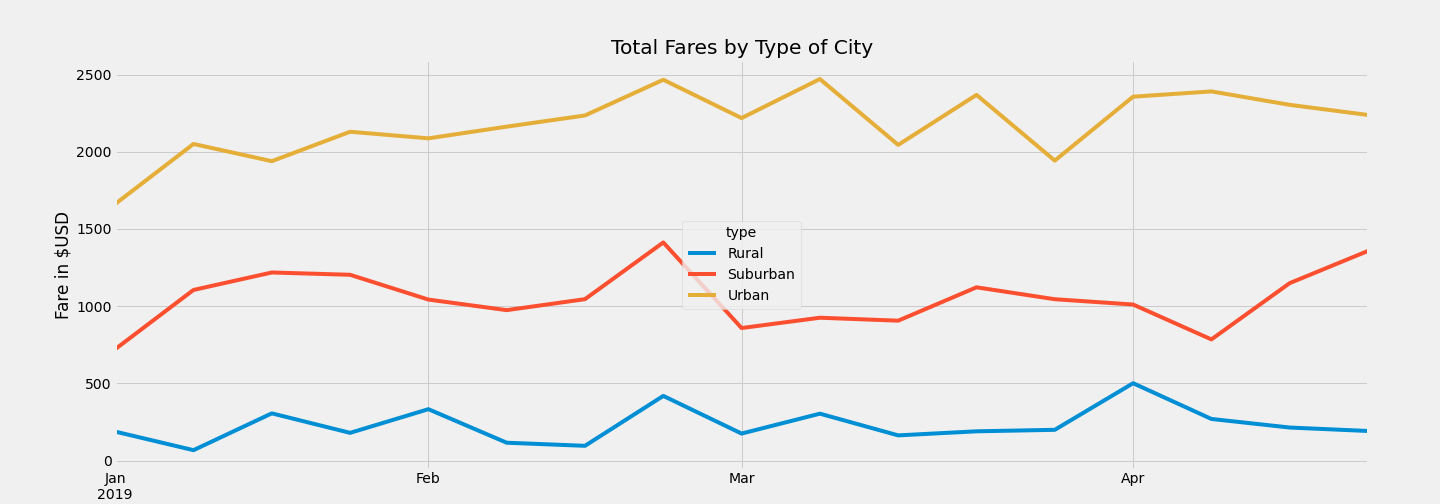 Total Fares by Type of City
Fare in $USD
2500
2000
1500
1000
500
0
type
Rural
Suburban
Urban
Jan Feb Mar Apr
2019